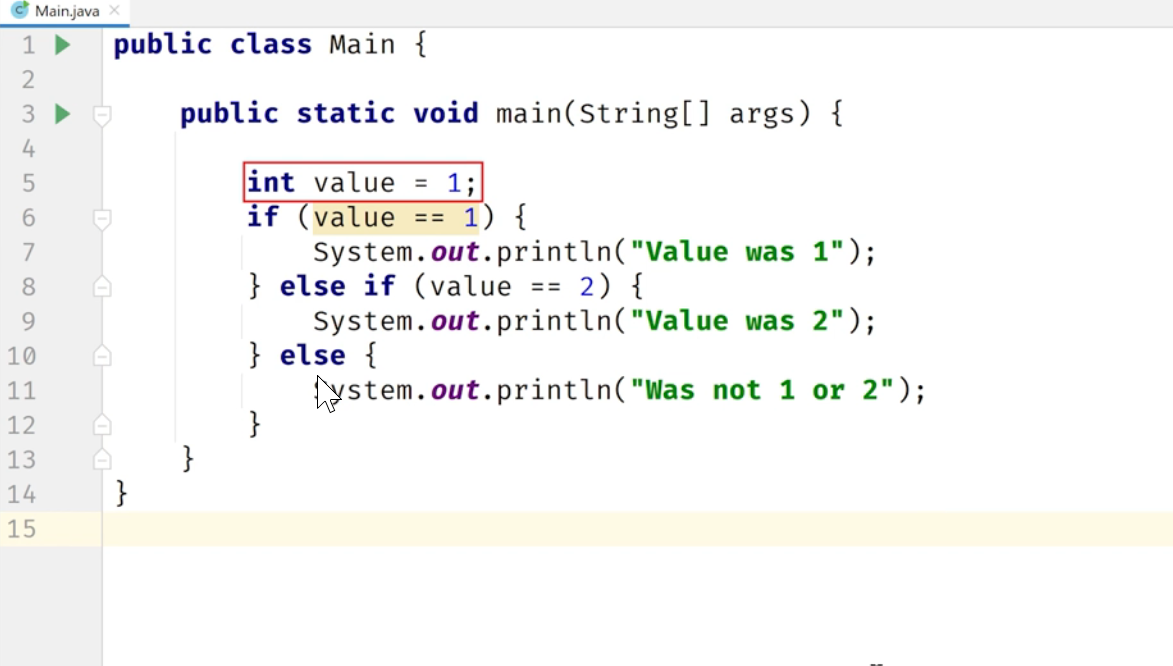 Main.java
1 public class Main {
2
3 public static void main(String[] args) {
4
5 int value = 1;
6 if (value == 1) {
7 System.out.println("Value was 1");
8 } else if (value == 2) {
9 System.out.println("Value was 2");
10 } else {
11 System.out.println("Was not 1 or 2");
12 }
13 }
14 }
15